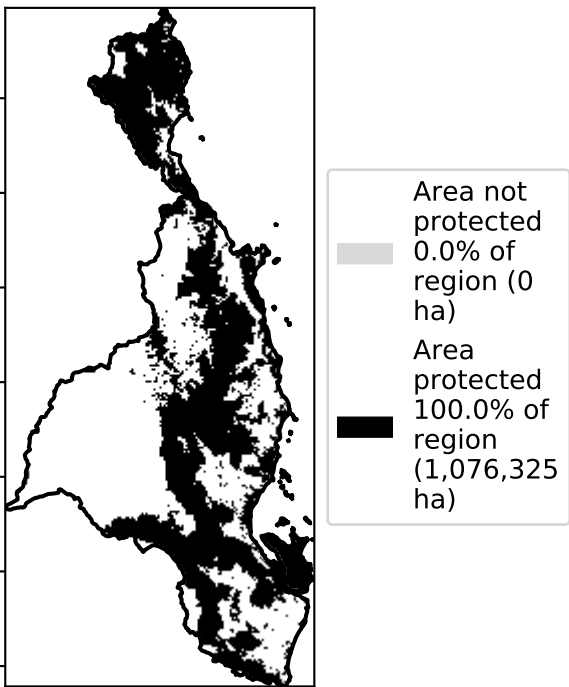 Area not
protected
0.0% of
region (0
ha)
Area
protected
100.0% of
region
(1,076,325
ha)